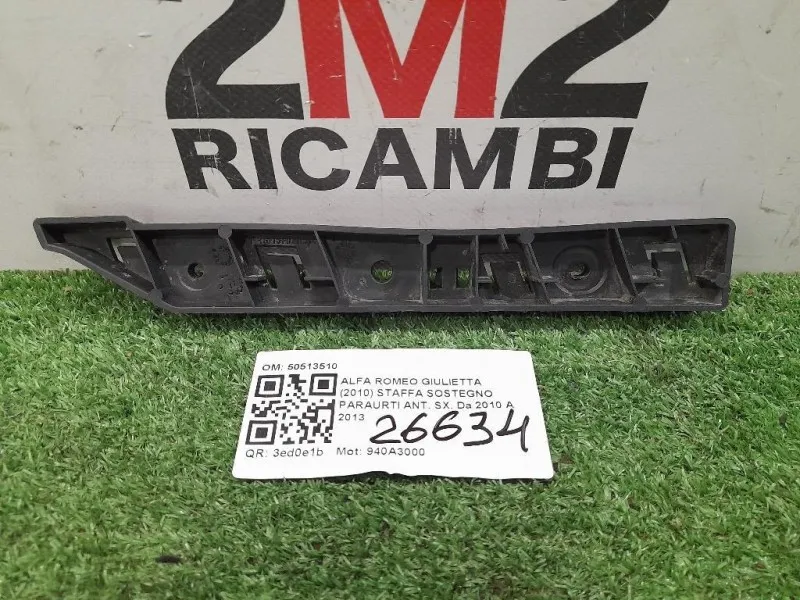 2M2
RICAMBI
OM: 50513510
ALFA ROMEO GIULIETTA
(2010) STAFFA SOSTEGNO
PARAURTI ANT. SX. Da 2010 A
2013
26634
QR: 3ed0e1b Mot: 940A3000